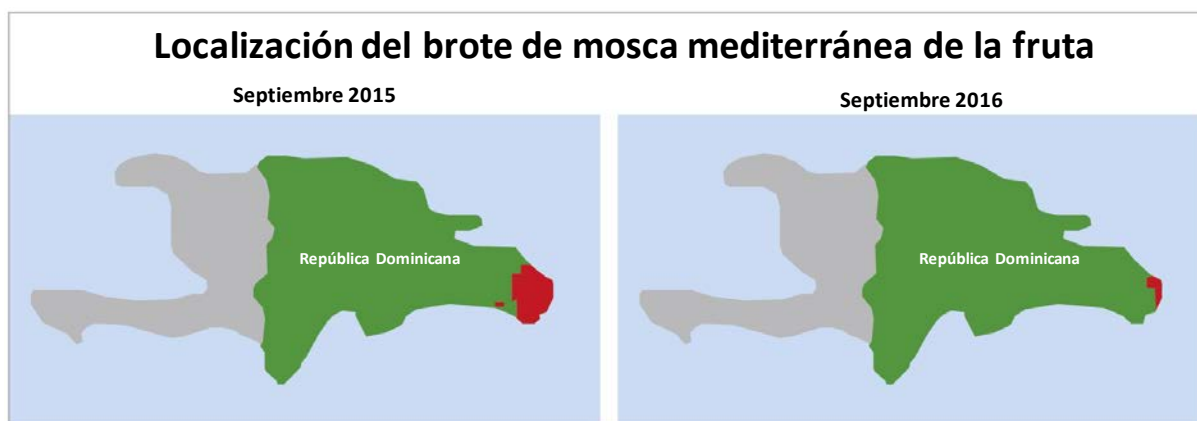 Localización del brote de mosca mediterránea de la fruta
Septiembre 2015
Septiembre 2016
República Dominicana
República Dominicana